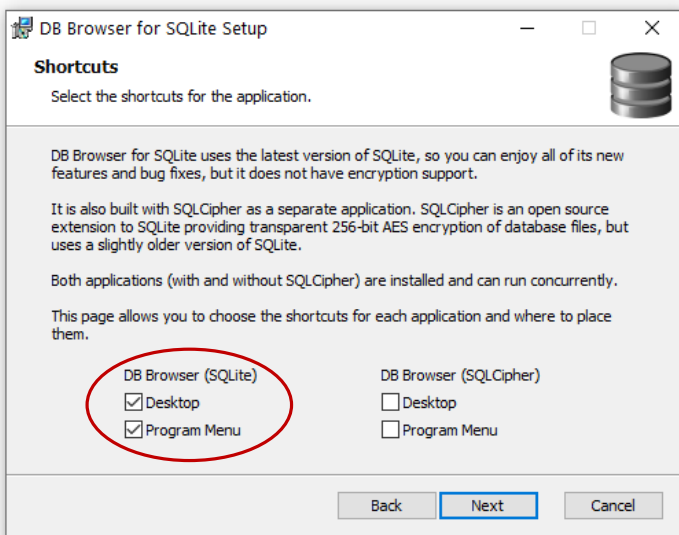 DB Browser for SQLite Setup
Shortcuts
Select the shortcuts for the application.
DB Browser for SQLite uses the latest version of SQLite, so you can enjoy all of its new
features and bug fixes, but it does not have encryption support.
It is also built with SQLCipher as a separate application. SQLCipher is an open source
extension to SQLite providing transparent 256-bit AES encryption of database files, but
uses a slightly older version of SQLite.
Both applications (with and without SQLCipher) are installed and can run concurrently.
This page allows you to choose the shortcuts for each application and where to place
them.
DB Browser (SQLite) DB Browser (SQLCipher)
Desktop Desktop
Program Menu Program Menu
Back Next Cancel